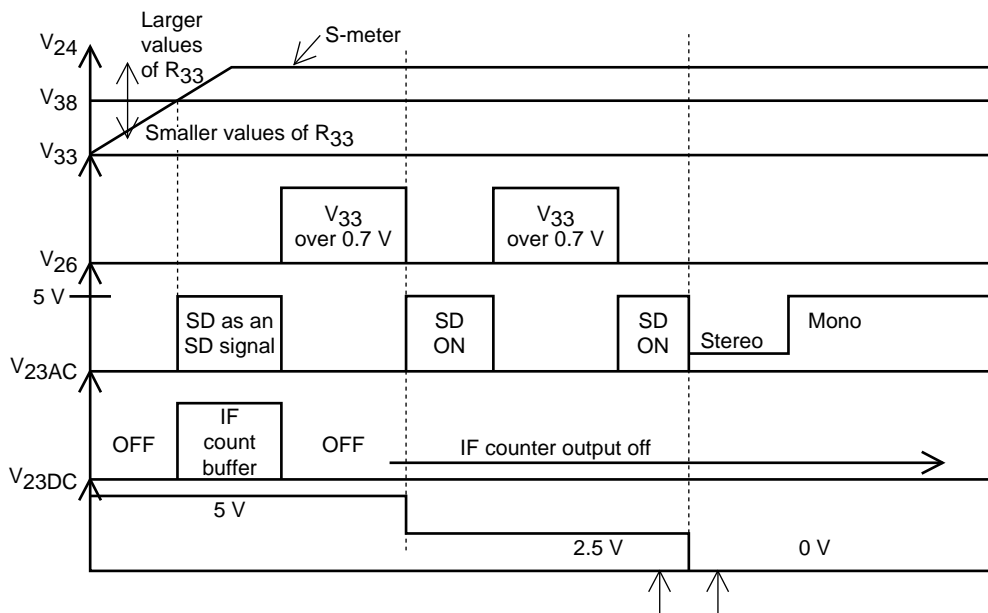 Larger
values
of R33
S-meter
V24
V38
Smaller values of R33
V33
V33
over 0.7 V
V33
over 0.7 V
V26
5 V
SD as an
SD signal
SD
ON
SD
ON
Stereo
Mono
V23AC
OFF
IF
count
buffer
OFF
IF counter output off
V23DC
5 V
2.5 V
0 V